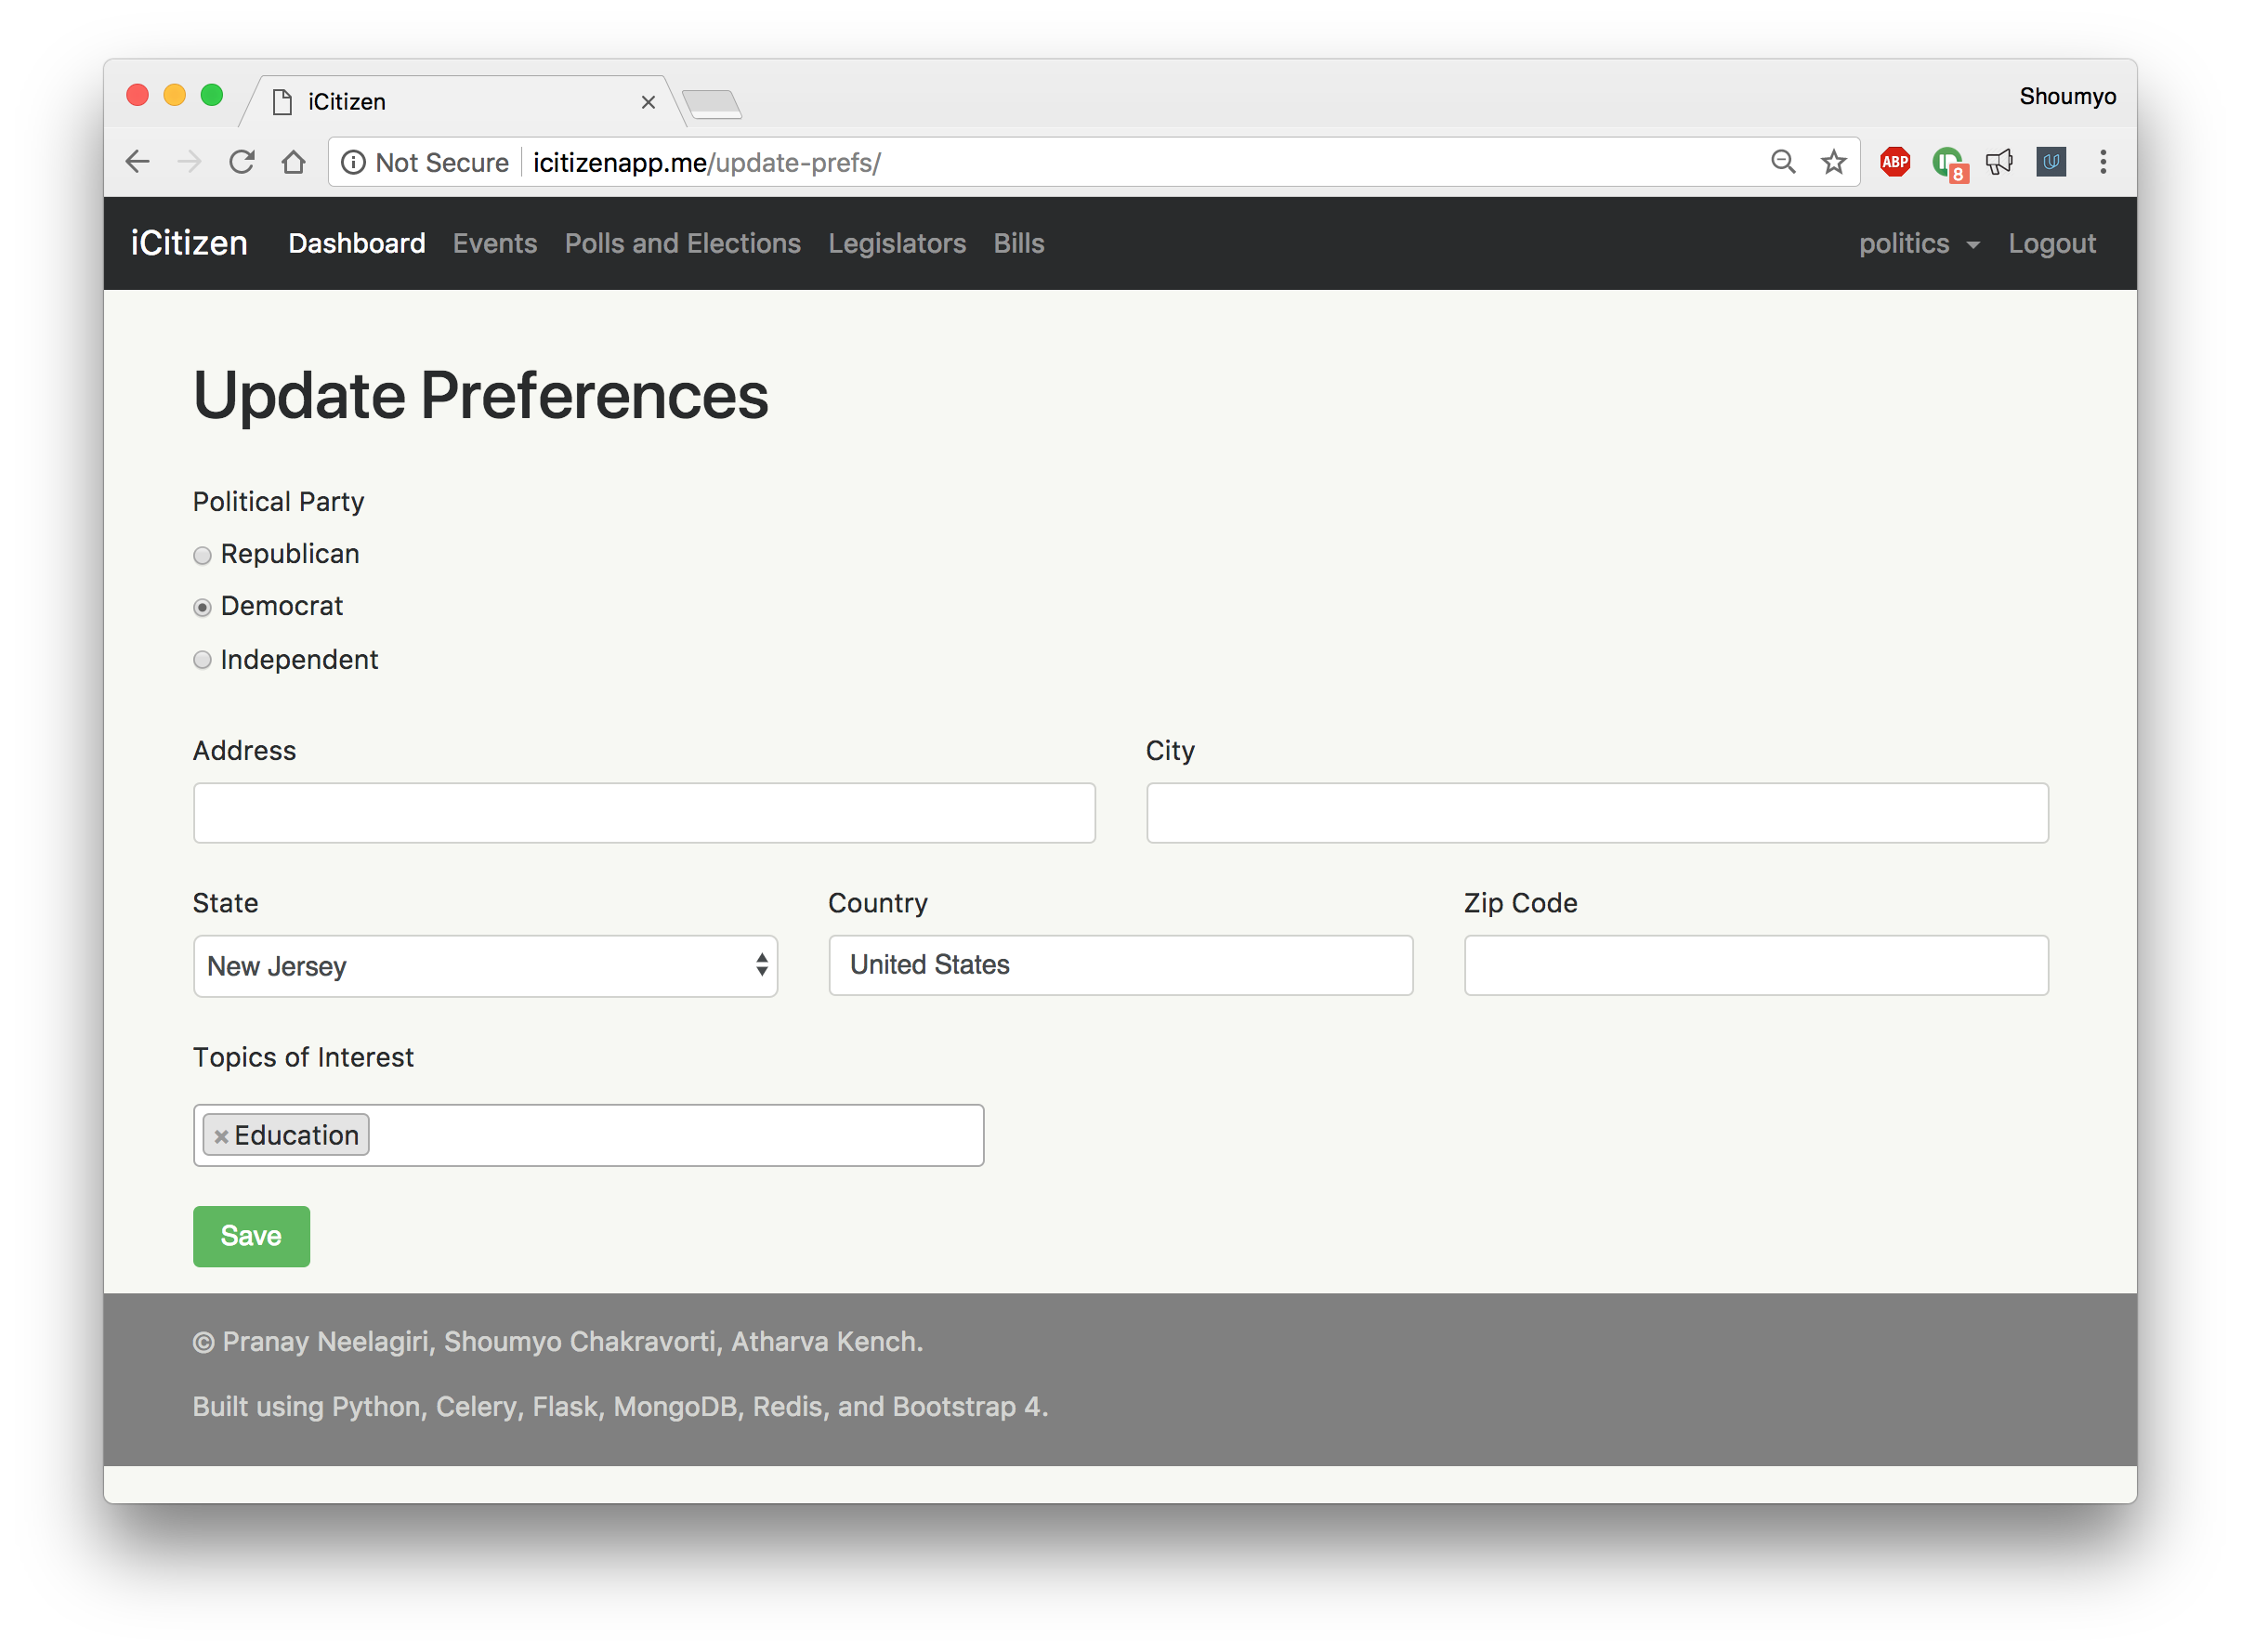 iCitizen
Shoumyo
Not Secure icitizenapp.me/update-prefs/
ABP
8
iCitizen Dashboard Events Polls and Elections Legislators Bills politics Logout
Update Preferences
Political Party
Republican
Democrat
Independent
Address City
State Country Zip Code
New Jersey United States
Topics of Interest
×Education
Save
© Pranay Neelagiri, Shoumyo Chakravorti, Atharva Kench.
Built using Python, Celery, Flask, MongoDB, Redis, and Bootstrap 4.